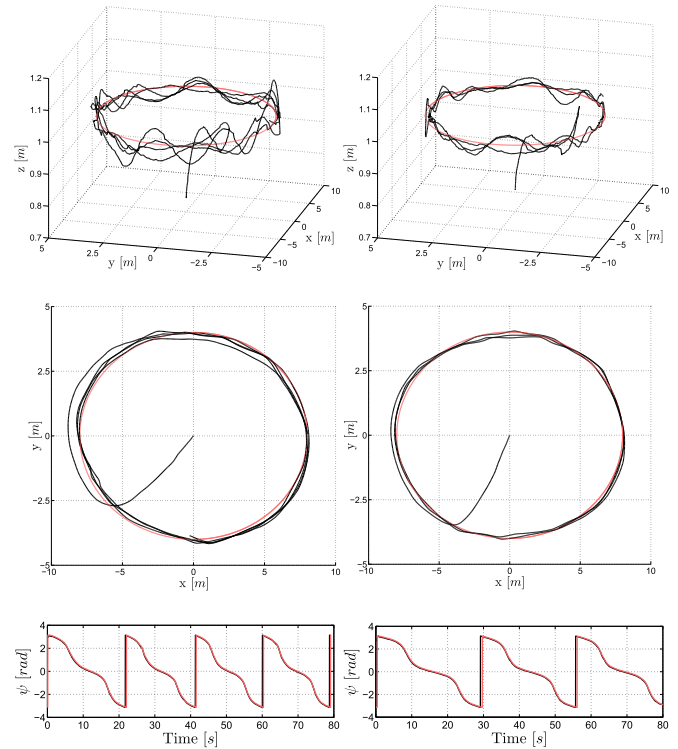 1.2 1.2
1.1 1.1
1 1
z [m] z [m]
0.9 0.9
0.8 0.8
0.7 0.7
10 10
5 5
0 0
x [m] x [m]
−5 −5
−10 −10
5 2.5 0 −2.5 −5 5 2.5 0 −2.5 −5
y [m] y [m]
5 5
2.5 2.5
y [m] y [m]
0 0
−2.5 −2.5
−5 −5
−10 −5 0 5 10 −10 −5 0 5 10
x [m] x [m]
4 4
2 2
ψ [rad] ψ [rad]
0 0
−2 −2
−4 −4
0 10 20 30 40 50 60 70 80 0 10 20 30 40 50 60 70 80
Time [s] Time [s]